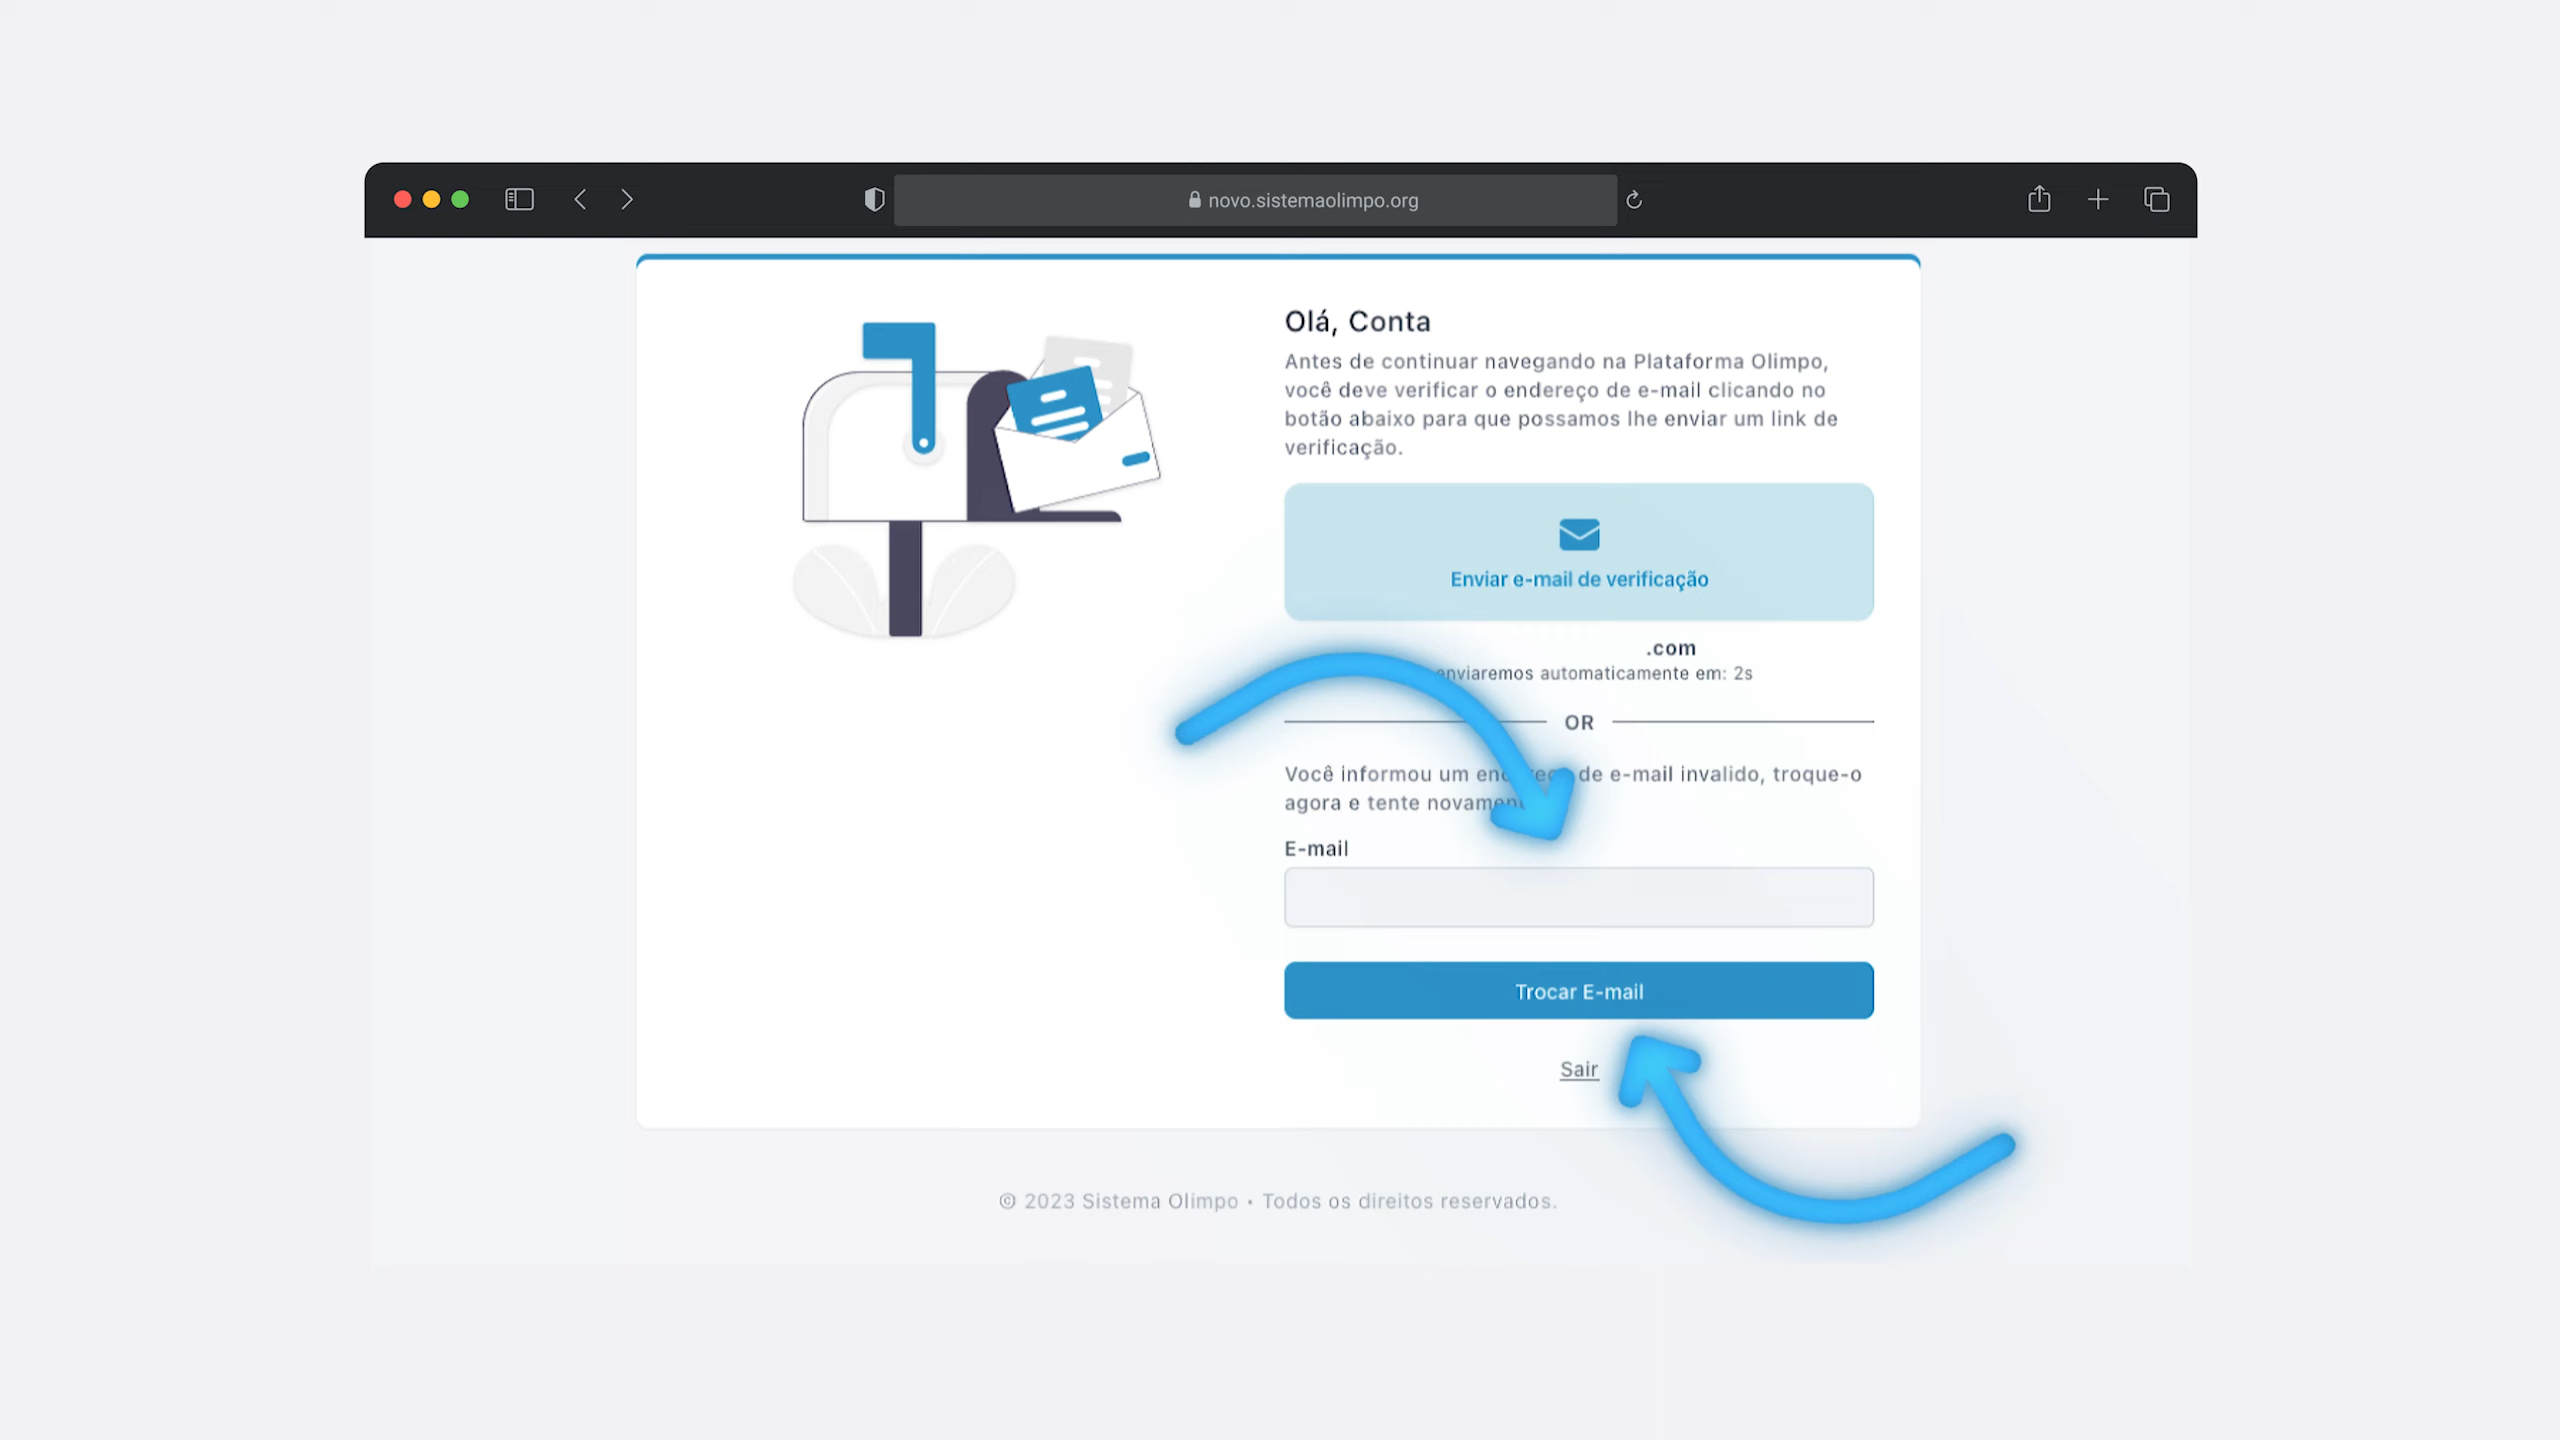 novo.sistemaolimpo.org
Olá, Conta
Antes de continuar navegando na Plataforma Olimpo,
você deve verificar o endereço de e-mail clicando no
botão abaixo para que possamos lhe enviar um link de
verificação.
Enviar e-mail de verificação
.com
enviaremos automaticamente em: 2s
OR
Você informou um de e-mail invalido, troque-o
agora e tente
E-mail
Trocar E-mail
Sair
© 2023 Sistema Olimpo • Todos os direitos reservados.